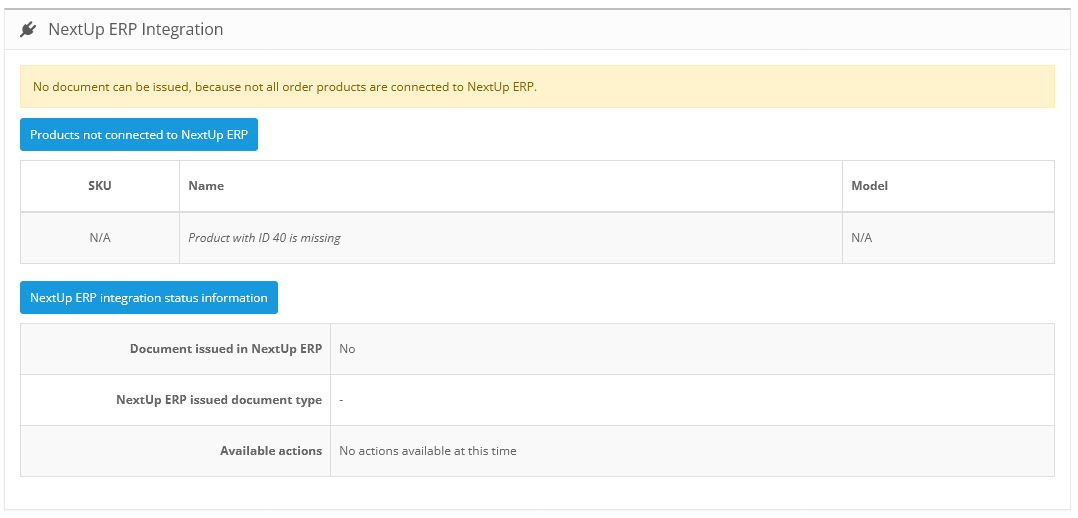 NextUp ERP Integration
No document can be issued, because not all order products are connected to NextUp ERP.
Products not connected to NextUp ERP
SKU Name Model
N/A Product with ID 40 is missing N/A
NextUp ERP integration status information
Document issued in NextUp ERP No
NextUp ERP issued document type -
Available actions No actions available at this time